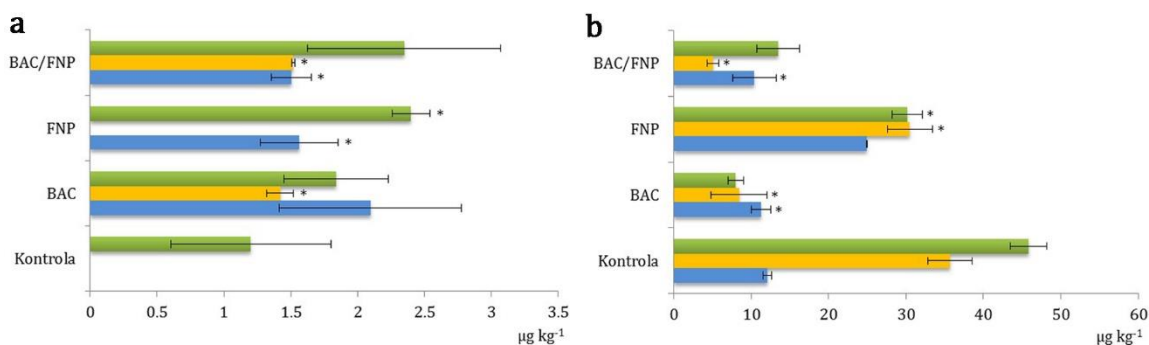 a
BAC/FNP
*
*
FNP
*
*
BAC
*
Kontrola
0 0.5 1 1.5 2 2.5 3 3.5
µg kg-1
b
BAC/FNP
*
*
FNP
*
*
BAC
*
*
Kontrola
0 10 20 30 40 50 60
µg kg-1